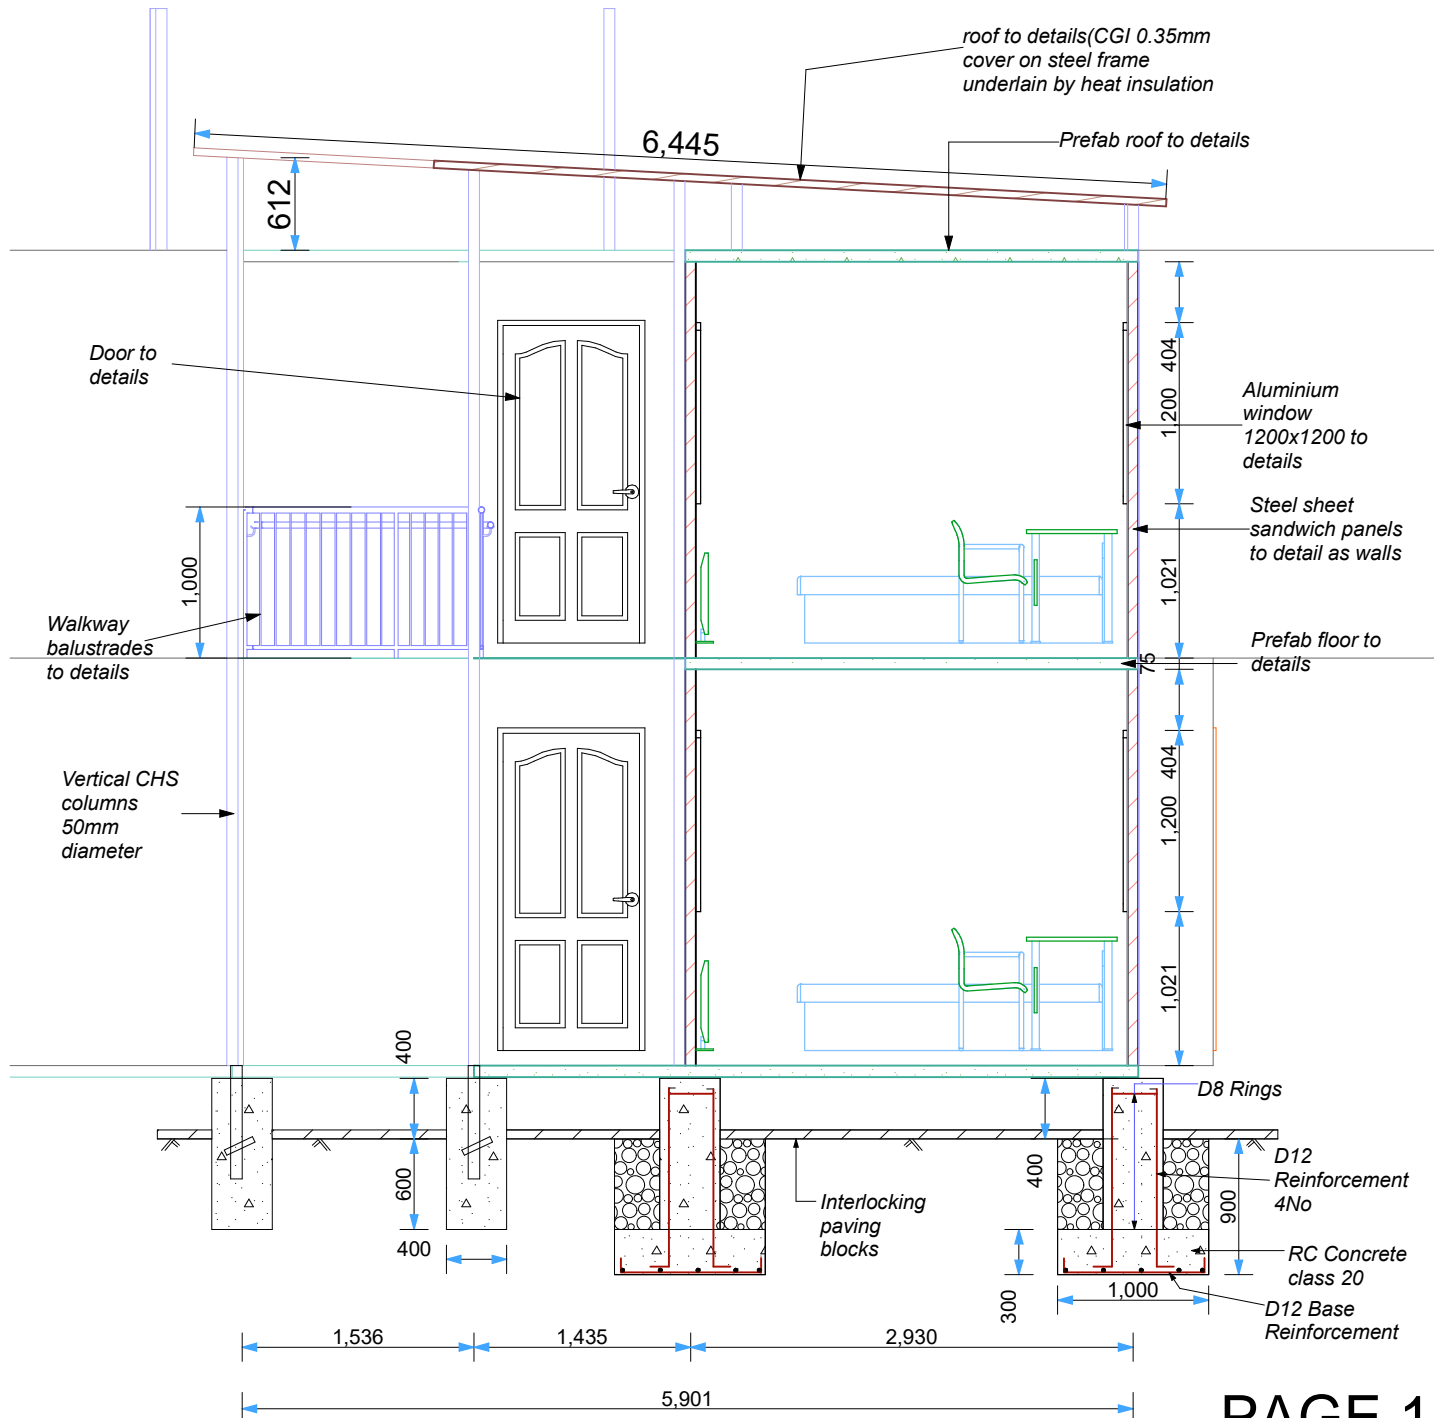 roof to details(CGI 0.35mm
cover on steel frame
underlain by heat insulation
6,445
Prefab roof to details
612
Door to
details
404
1,200
Aluminium
window
1200x1200 to
details
Steel sheet
sandwich panels
to detail as walls
1,000
1,021
Walkway
balustrades
to details
Prefab floor to
details
75
Vertical CHS
columns
50mm
diameter
404
1,200
1,021
400
D8 Rings
600
400
D12
Reinforcement
4No
900
Interlocking
paving
blocks
400
RC Concrete
class 20
300
1,000
D12 Base
Reinforcement
1,536
1,435
2,930
5,901
PAGE 1